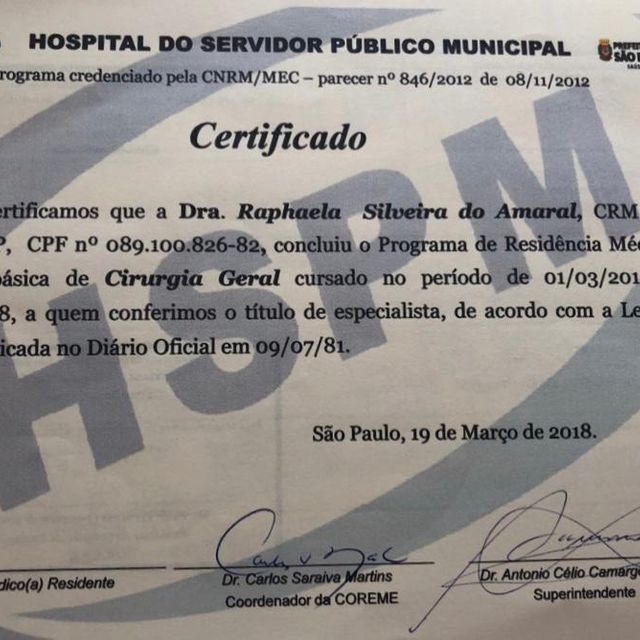 HOSPITAL DO SERVIDOR PÚBLICO MUNICIPAL
PREFEIT
SÃO
rograma credenciado pela CNRM/MEC – parecer nº 846/2012 de 08/11/2012
Certificado
ertificamos que a Dra. Raphaela Silveira do Amaral, CRM
P, CPF nº 089.100.826-82, concluiu o Programa de Residência Méd
básica de Cirurgia Geral cursado no período de 01/03/201
8, a quem conferimos o título de especialista, de acordo com a Le
icada no Diário Oficial em 09/07/81.
HSPM
São Paulo, 19 de Março de 2018.
dico(a) Residente
Dr. Carlos Saraiva Martins
Coordenador da COREME
Dr. Antonio Célio Camarg
Superintendente